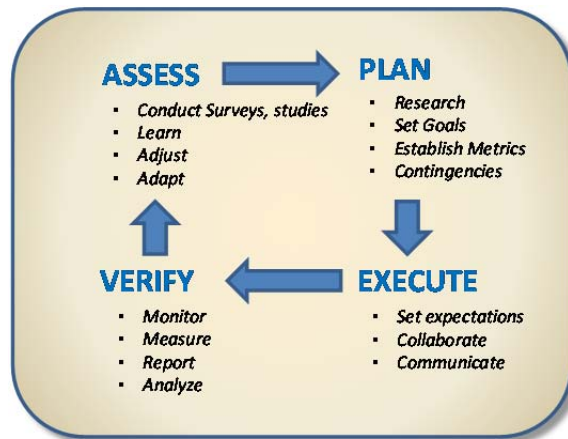 ASSESS
▪ Conduct Surveys, studies
▪ Learn
▪ Adjust
▪ Adapt
PLAN
▪ Research
▪ Set Goals
▪ Establish Metrics
▪ Contingencies
EXECUTE
▪ Set expectations
▪ Collaborate
▪ Communicate
VERIFY
▪ Monitor
▪ Measure
▪ Report
▪ Analyze